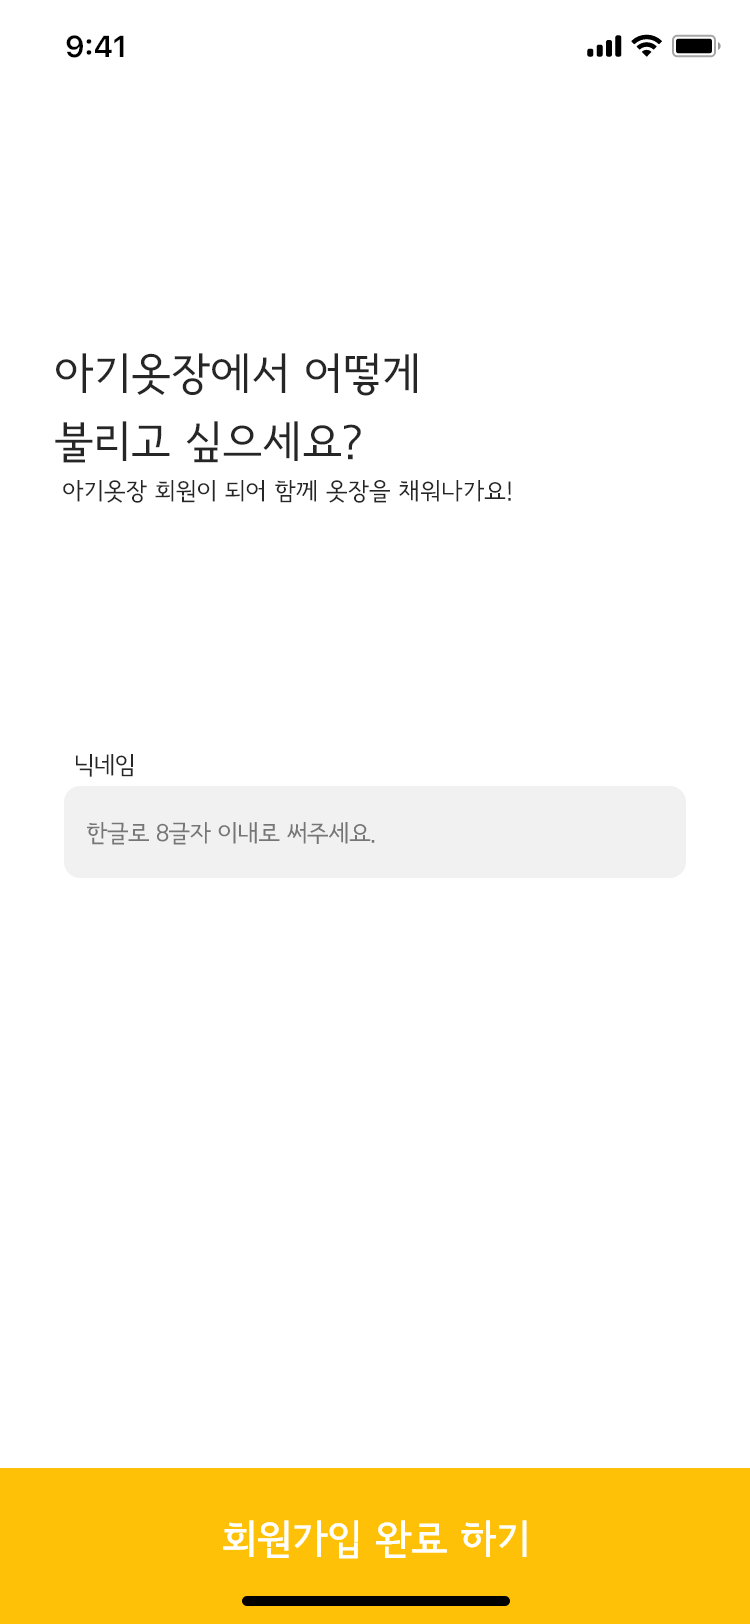 9:41
아기옷장에서 어떻게
불리고 싶으세요?
아기옷장 회원이 되어 함께 옷장을 채워나가요!
닉네임
한글로 8글자 이내로 써주세요.
회원가입 완료 하기